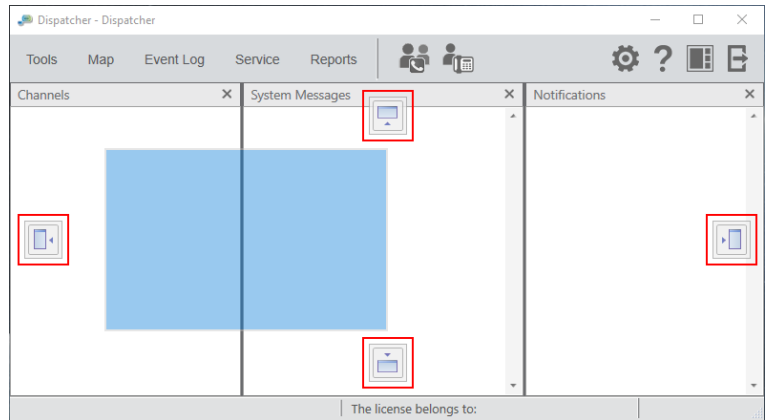 Dispatcher - Dispatcher
Tools Map Event Log Service Reports
Channels System Messages Notifications
The license belongs to: